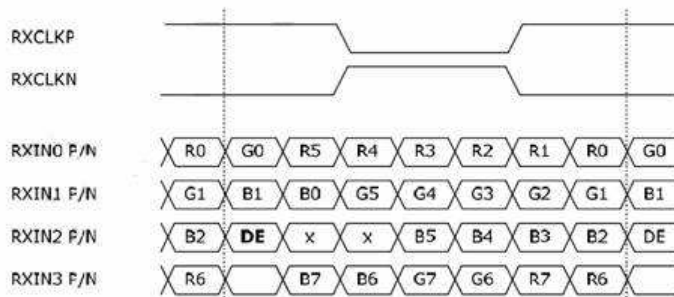 RXCLKP
RXCLKN
RXIN0 P/N R0 G0 R5 R4 R3 R2 R1 R0 G0
RXIN1 P/N G1 B1 B0 G5 G4 G3 G2 G1 B1
RXIN2 P/N B2 DE x x B5 B4 B3 B2 DE
RXIN3 P/N R6 B7 B6 G7 G6 R7 R6